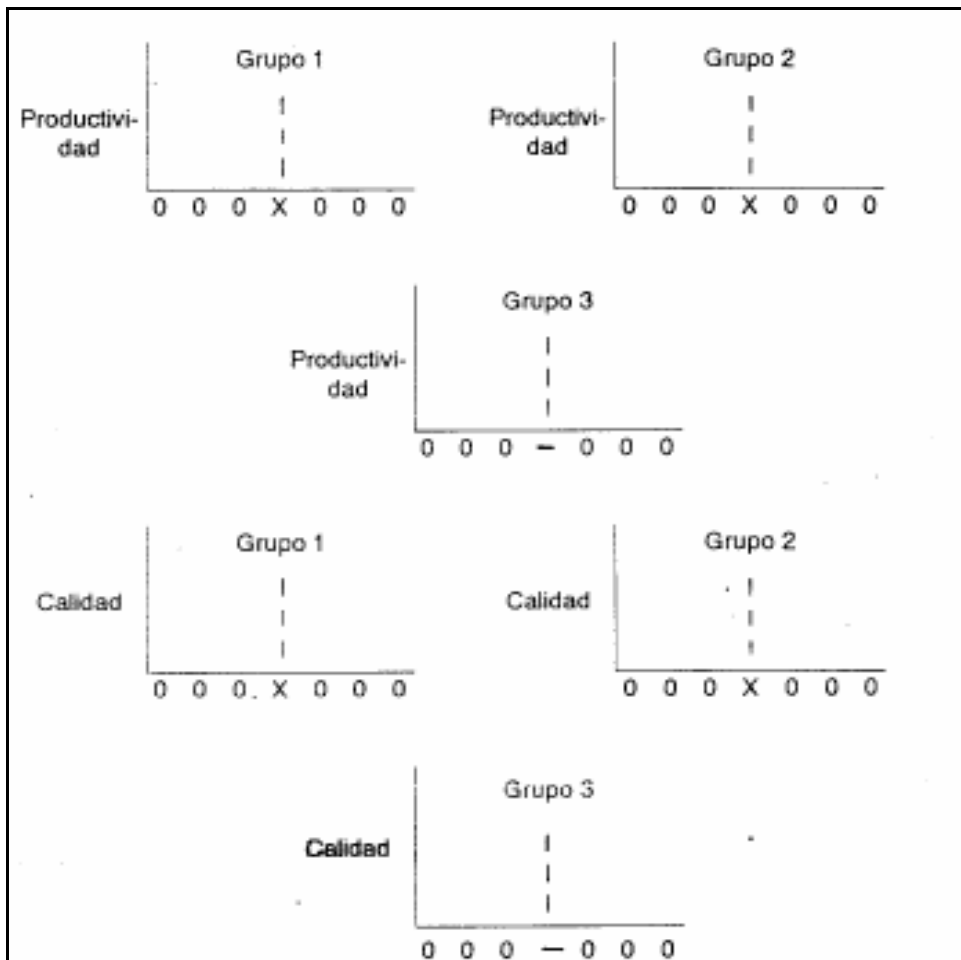 Grupo 1
Productivi-
dad
0 0 0 X 0 0 0
Grupo 2
Productivi-
dad
0 0 0 X 0 0 0
Grupo 3
Productivi-
dad
0 0 0 – 0 0 0
Grupo 1
Calidad
0 0 0. X 0 0 0
Grupo 2
Calidad
0 0 0 X 0 0 0
Grupo 3
Calidad
0 0 0 – 0 0 0